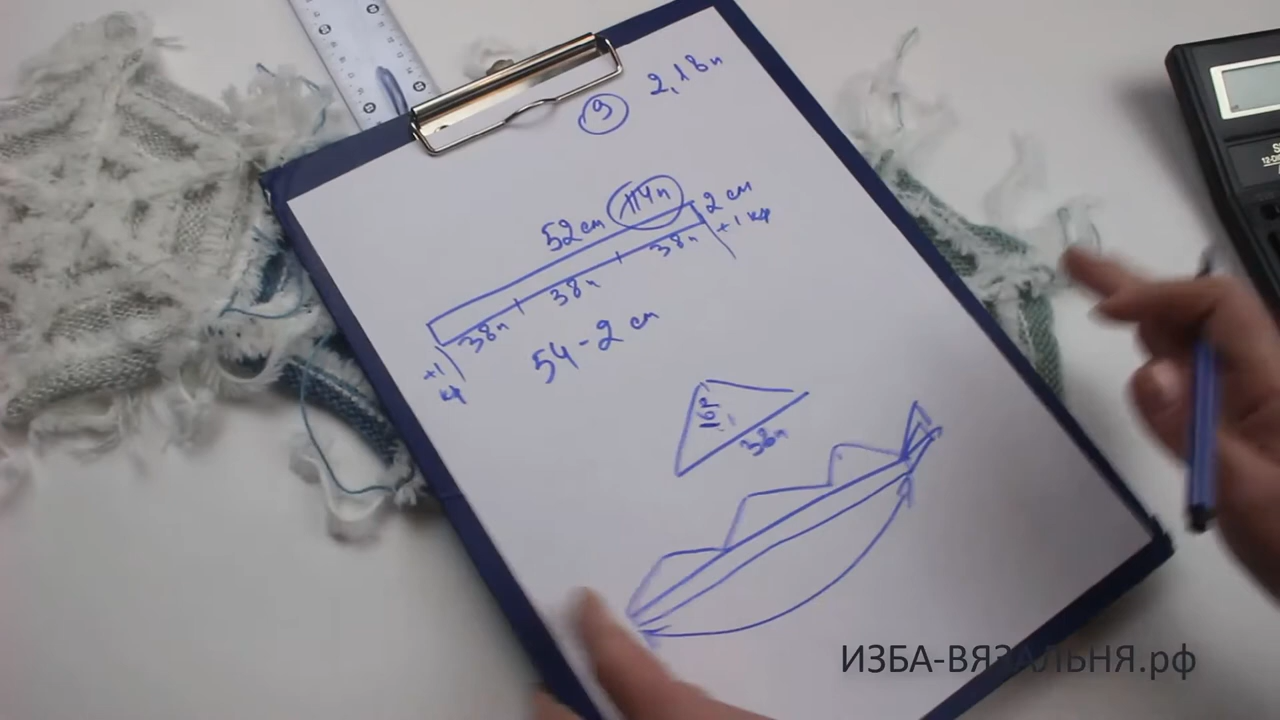 2,18п
9
52 см 114п 2 см
+1 кр
38п 38п 38п
+1 кр
54-2 см
16р
38п
ИЗБА-ВЯЗАЛЬНЯ.рф